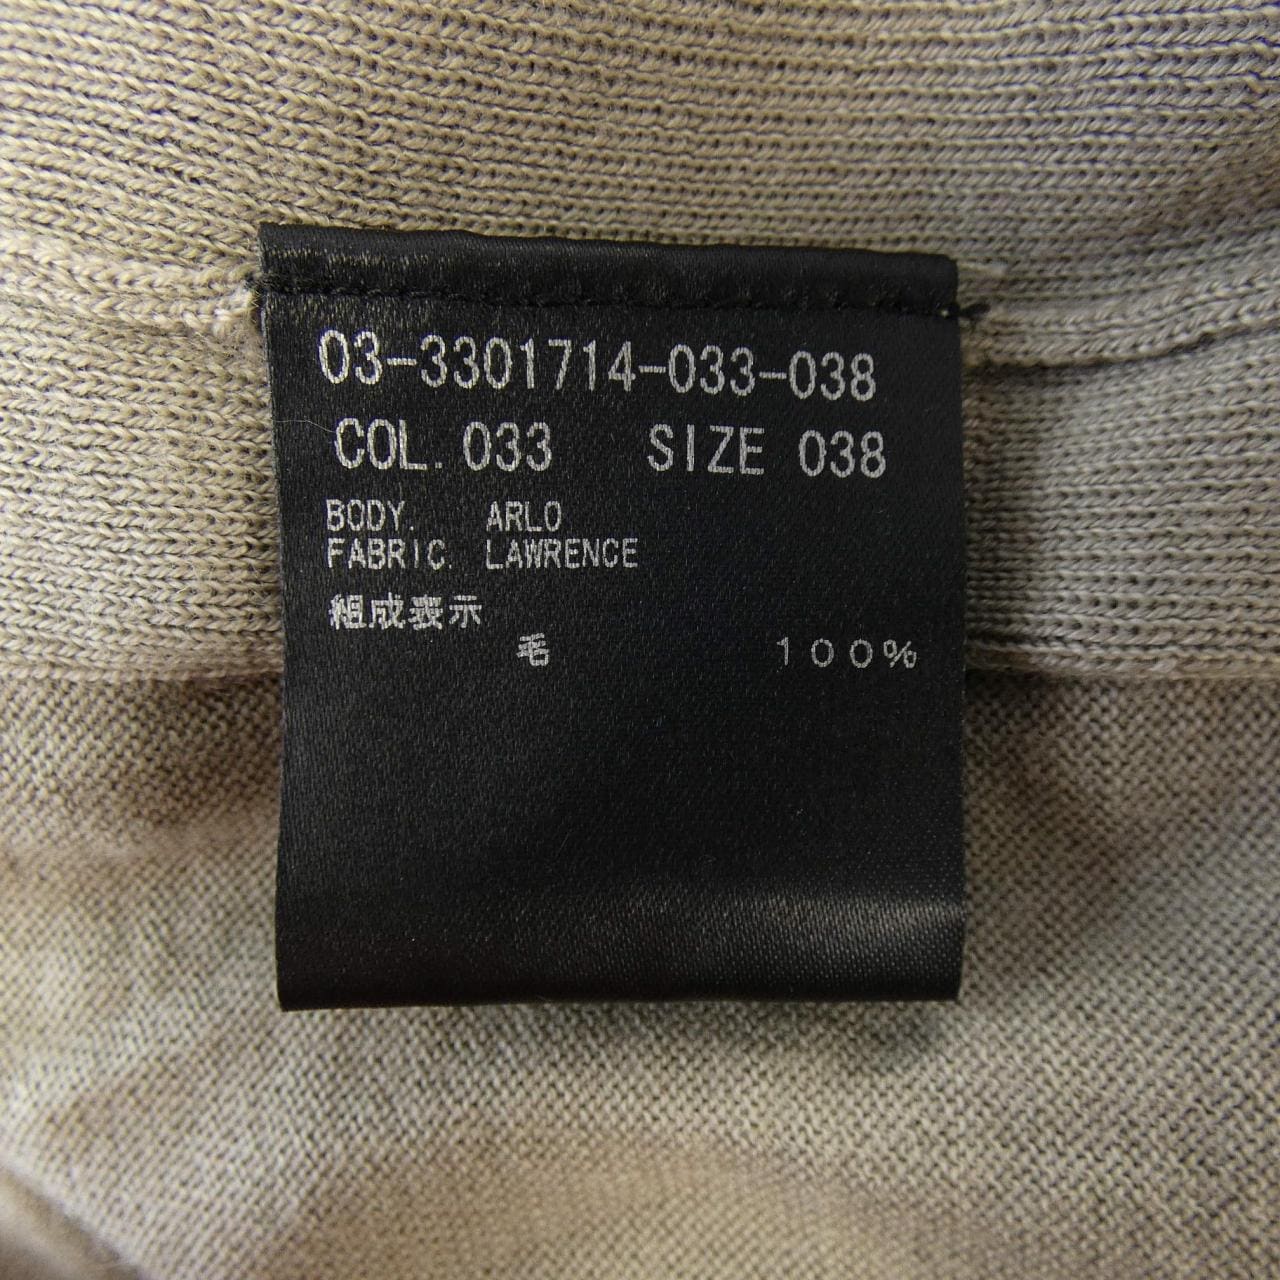 03-3301714-033-038
COL. 033 SIZE 038
BODY. ARLO
FABRIC. LAWRENCE
組成表示
毛 100%